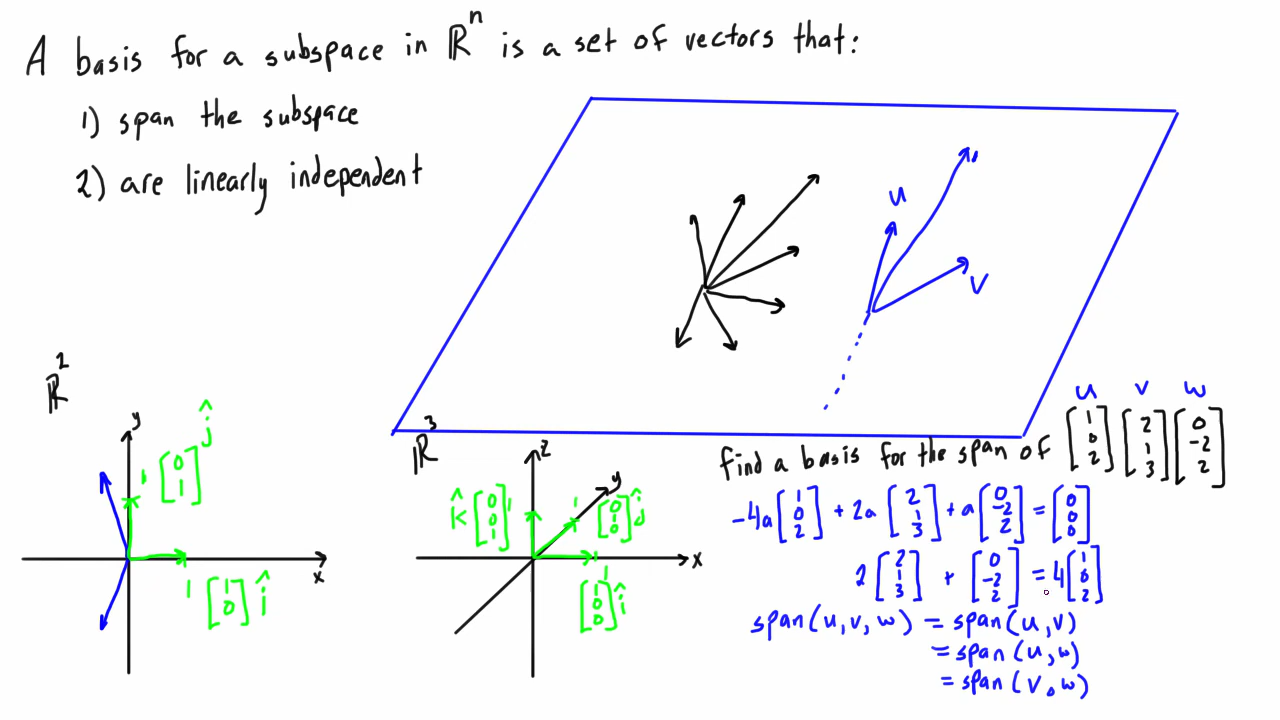 A basis for a subspace in ℝⁿ is a set of vectors that:
1) span the subspace
2) are linearly independent
u
v
ℝ²
y
x
1 [0 1] ĵ
1 [1 0] î
ℝ³
z
y
x
k̂ [0 0 1] 1
1 [0 1 0] ĵ
1 [1 0 0] î
u v w
find a basis for the span of [1 0 2] [2 1 3] [0 -2 2]
-4a [1 0 2] + 2a [2 1 3] + a [0 -2 2] = [0 0 0]
2 [2 1 3] + [0 -2 2] = 4 [1 0 2]
span(u, v, w) = span(u, v)
= span(u, w)
= span(v, w)